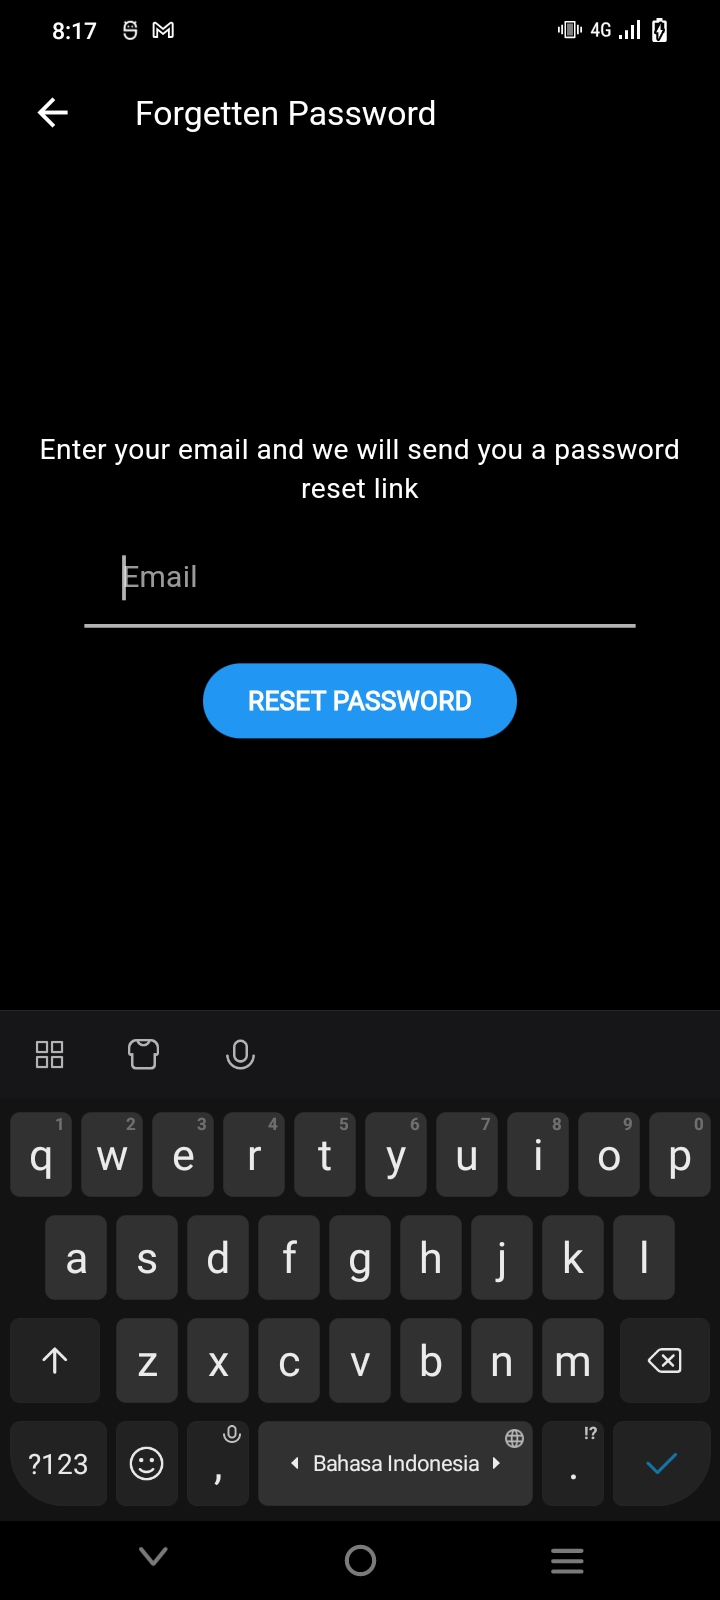 8:17
4G
Forgetten Password
Enter your email and we will send you a password
reset link
Email
RESET PASSWORD
1 2 3 4 5 6 7 8 9 0
q w e r t y u i o p
a s d f g h j k l
z x c v b n m
!?
?123 , Bahasa Indonesia .